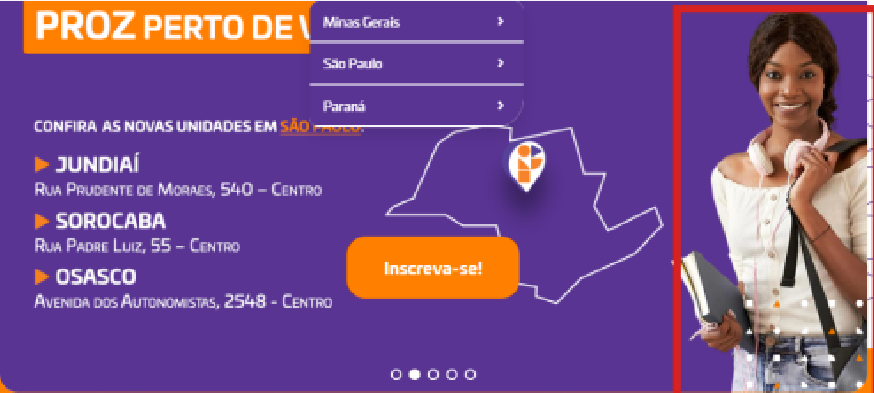 PROZ PERTO DE
Minas Gerais
São Paulo
Paraná
CONFIRA AS NOVAS UNIDADES EM SÃO PAULO:
JUNDIAÍ
RUA PRUDENTE DE MORAES, 540 – CENTRO
SOROCABA
RUA PADRE LUIZ, 55 – CENTRO
OSASCO
AVENIDA DOS AUTONOMISTAS, 2548 - CENTRO
Inscreva-se!